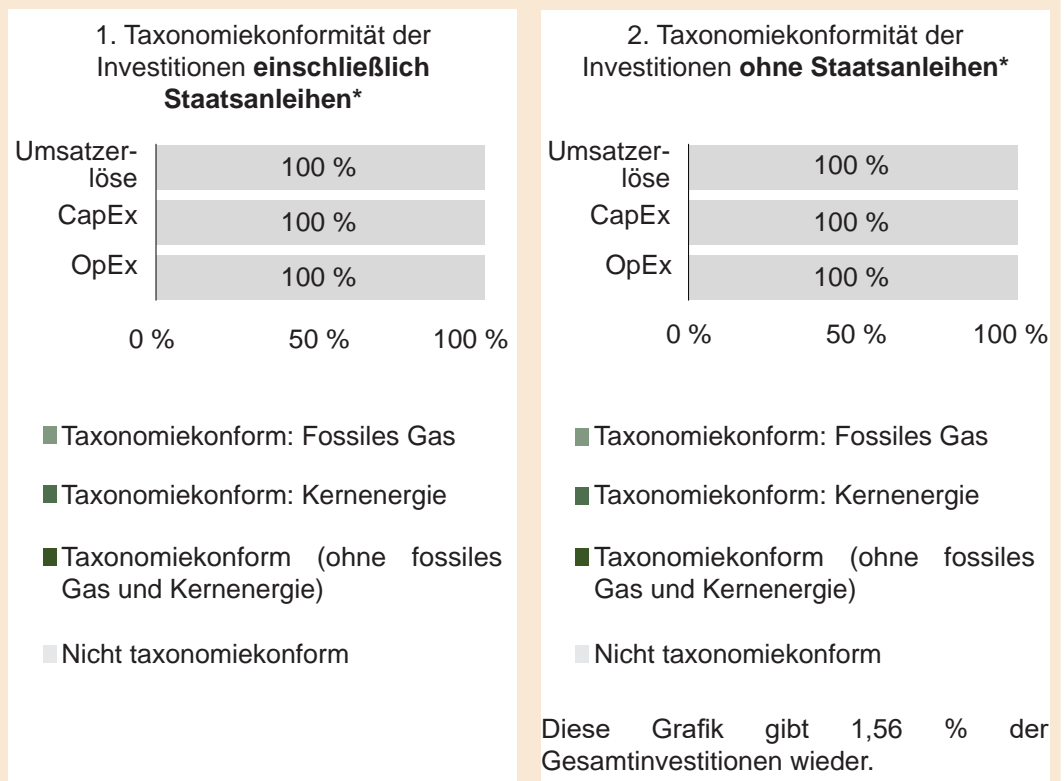 1. Taxonomiekonformität der
Investitionen einschließlich
Staatsanleihen*
Umsatzer-
löse
100 %
CapEx
100 %
OpEx
100 %
0 %
50 %
100 %
Taxonomiekonform: Fossiles Gas
Taxonomiekonform: Kernenergie
Taxonomiekonform (ohne fossiles
Gas und Kernenergie)
Nicht taxonomiekonform
2. Taxonomiekonformität der
Investitionen ohne Staatsanleihen*
Umsatzer-
löse
100 %
CapEx
100 %
OpEx
100 %
0 %
50 %
100 %
Taxonomiekonform: Fossiles Gas
Taxonomiekonform: Kernenergie
Taxonomiekonform (ohne fossiles
Gas und Kernenergie)
Nicht taxonomiekonform
Diese Grafik gibt 1,56 % der
Gesamtinvestitionen wieder.